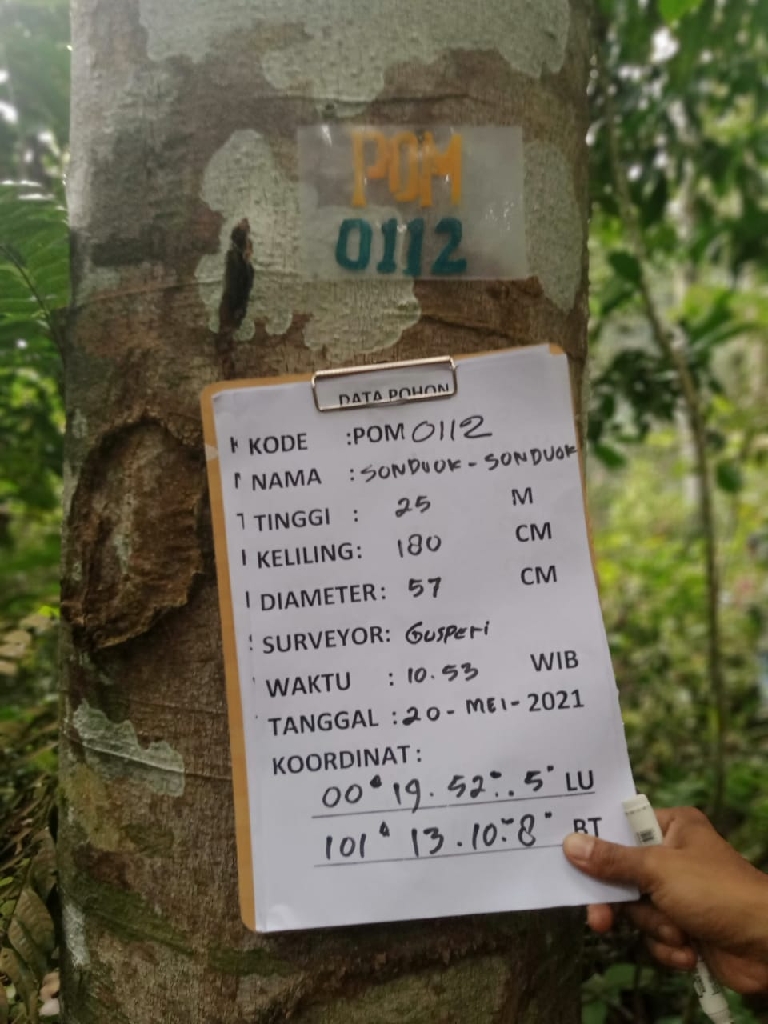 POM
0112
DATA POHON
KODE :POM 0112
NAMA : SONDUOK - SONDUOK
TINGGI : 25 M
KELILING: 180 CM
DIAMETER: 57 CM
SURVEYOR: GUSPERI
WAKTU : 10.53 WIB
TANGGAL : 20 - MEI - 2021
KOORDINAT :
00° 19. 52". 5" LU
101° 13. 10". 8" BT